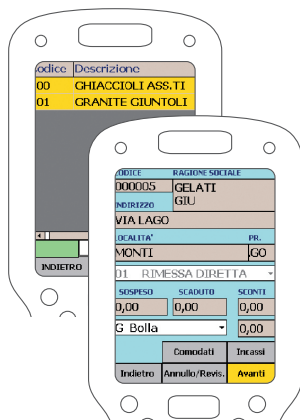 odice Descrizione
00 GHIACCIOLI ASS.TI
01 GRANITE GIUNTOLI
INDIETRO
CODICE RAGIONE SOCIALE
000005 GELATI
GIU
INDIRIZZO
VIA LAGO
LOCALITA' PR.
MONTI GO
01 RIMESSA DIRETTA
SOSPESO SCADUTO SCONTI
0,00 0,00 0,00
G Bolla 0,00
Comodati Incassi
Indietro Annullo/Revis. Avanti